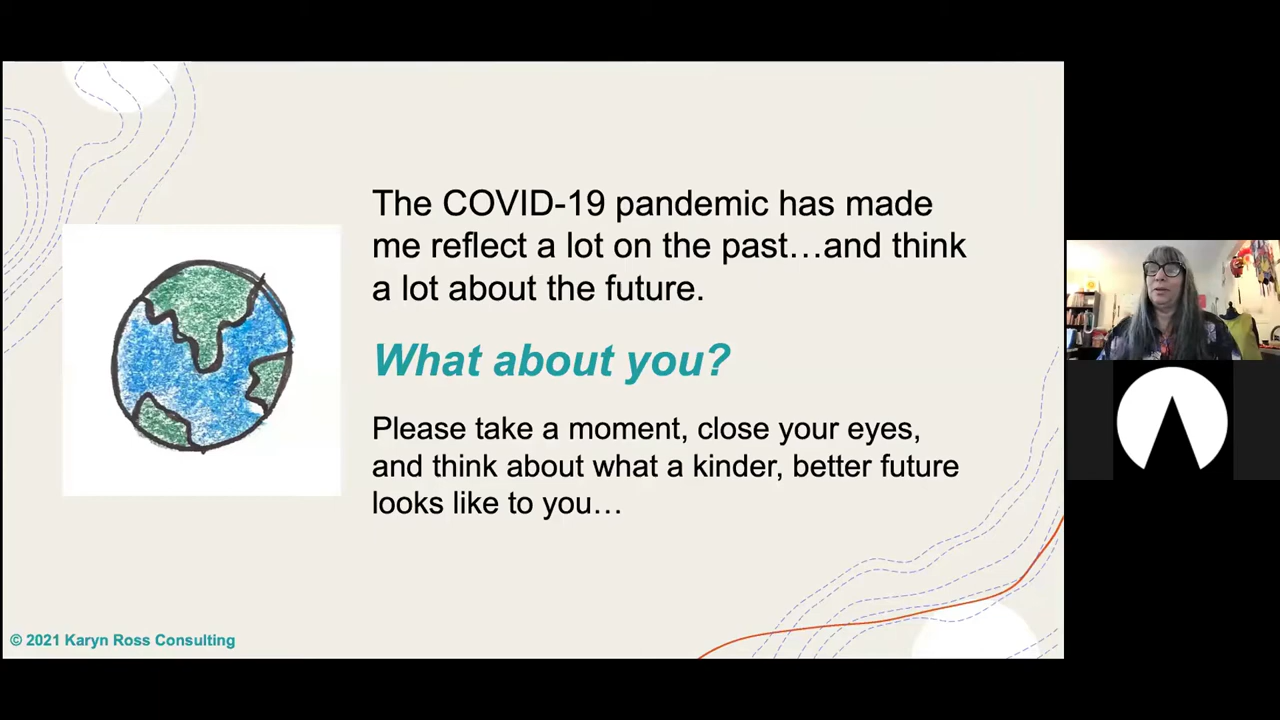 The COVID-19 pandemic has made
me reflect a lot on the past…and think
a lot about the future.
What about you?
Please take a moment, close your eyes,
and think about what a kinder, better future
looks like to you…
© 2021 Karyn Ross Consulting